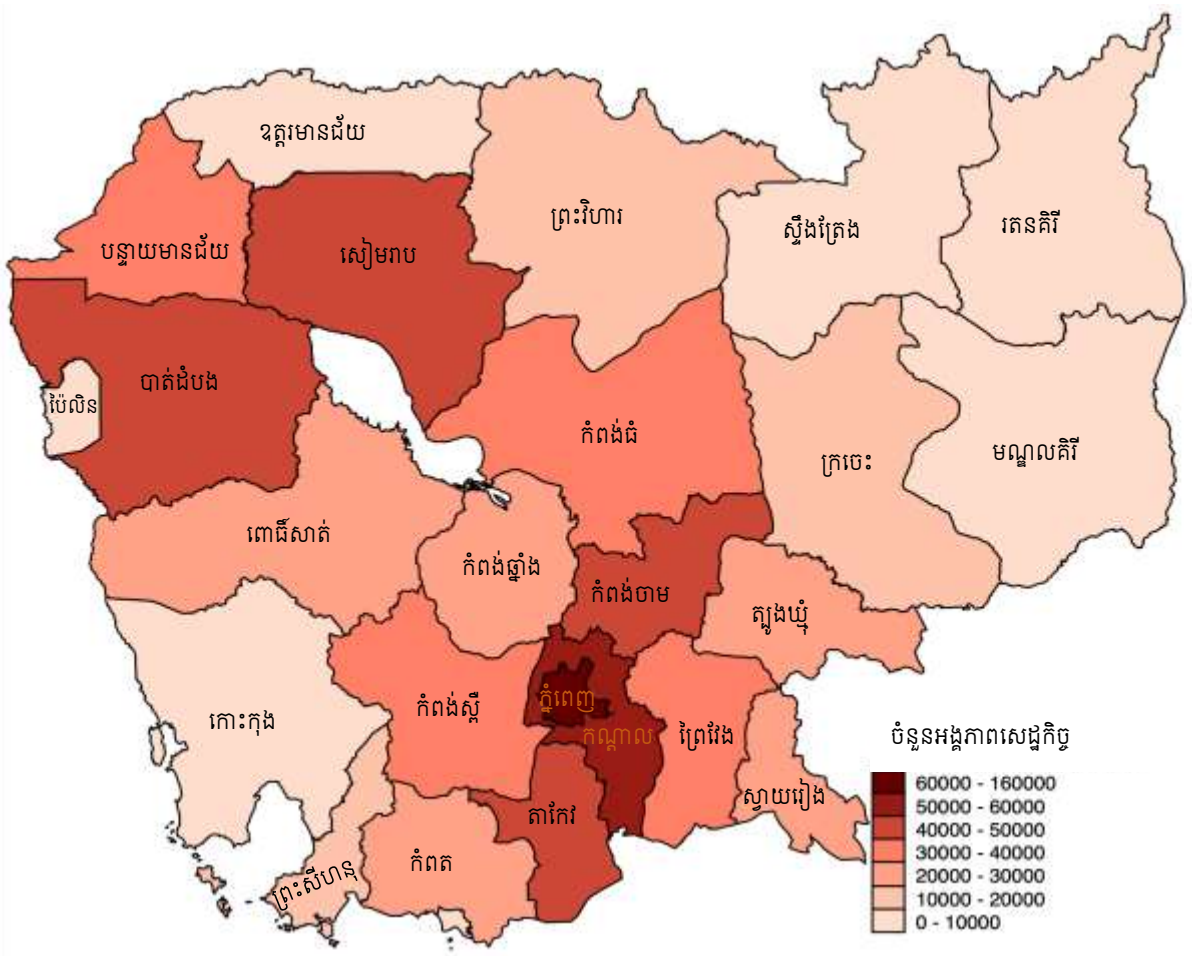 ឧត្តរមានជ័យ
ព្រះវិហារ
ស្ទឹងត្រែង
រតនគិរី
បន្ទាយមានជ័យ
សៀមរាប
បាត់ដំបង
ប៉ៃលិន
កំពង់ធំ
ក្រចេះ
មណ្ឌលគិរី
ពោធិ៍សាត់
កំពង់ឆ្នាំង
កំពង់ចាម
ត្បូងឃ្មុំ
កោះកុង
កំពង់ស្ពឺ
ភ្នំពេញ
កណ្តាល
ព្រៃវែង
ស្វាយរៀង
តាកែវ
កំពត
ព្រះសីហនុ
ចំនួនអង្គភាពសេដ្ឋកិច្ច
60000 - 160000
50000 - 60000
40000 - 50000
30000 - 40000
20000 - 30000
10000 - 20000
0 - 10000